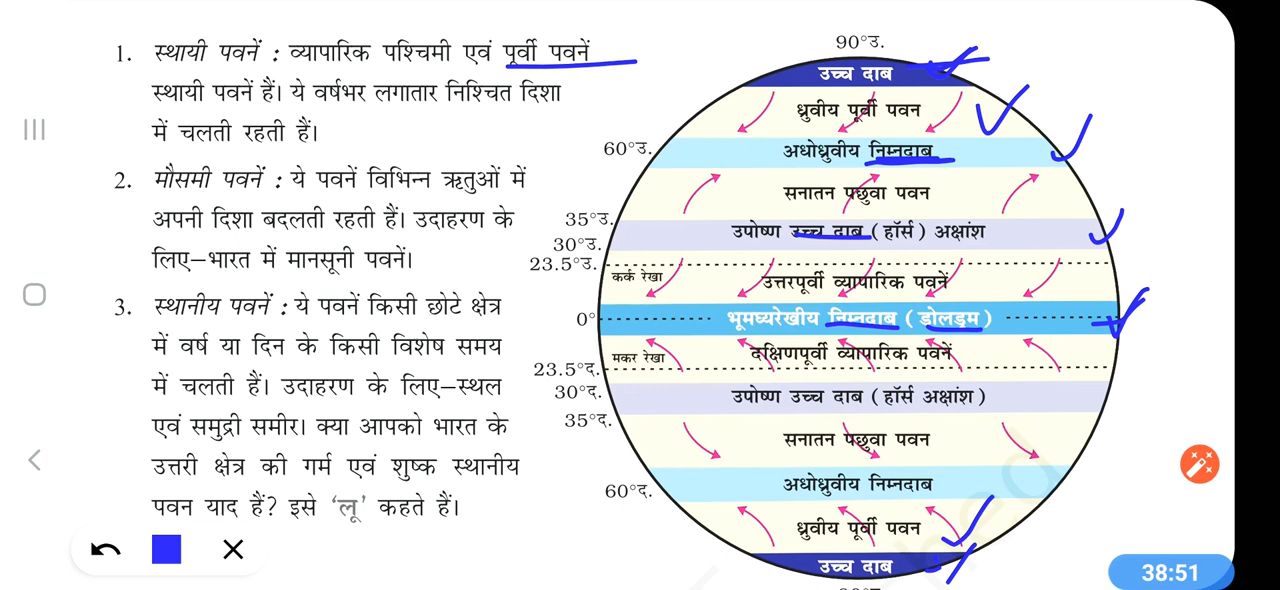 1. स्थायी पवनें : व्यापारिक पश्चिमी एवं पूर्वी पवनें
स्थायी पवनें हैं। ये वर्षभर लगातार निश्चित दिशा
में चलती रहती हैं।
2. मौसमी पवनें : ये पवनें विभिन्न ऋतुओं में
अपनी दिशा बदलती रहती हैं। उदाहरण के
लिए–भारत में मानसूनी पवनें।
3. स्थानीय पवनें : ये पवनें किसी छोटे क्षेत्र
में वर्ष या दिन के किसी विशेष समय
में चलती हैं। उदाहरण के लिए–स्थल
एवं समुद्री समीर। क्या आपको भारत के
उत्तरी क्षेत्र की गर्म एवं शुष्क स्थानीय
पवन याद हैं? इसे ‘लू’ कहते हैं।
90°उ.
उच्च दाब
ध्रुवीय पूर्वी पवन
60°उ.
अधोध्रुवीय निम्नदाब
सनातन पछुवा पवन
35°उ.
उपोष्ण उच्च दाब (हॉर्स) अक्षांश
30°उ.
23.5°उ.
कर्क रेखा
उत्तरपूर्वी व्यापारिक पवनें
0°
भूमघ्यरेखीय निम्नदाब (डोलड्रम)
मकर रेखा
दक्षिणपूर्वी व्यापारिक पवनें
23.5°द.
30°द.
उपोष्ण उच्च दाब (हॉर्स अक्षांश)
35°द.
सनातन पछुवा पवन
60°द.
अधोध्रुवीय निम्नदाब
ध्रुवीय पूर्वी पवन
उच्च दाब
38:51